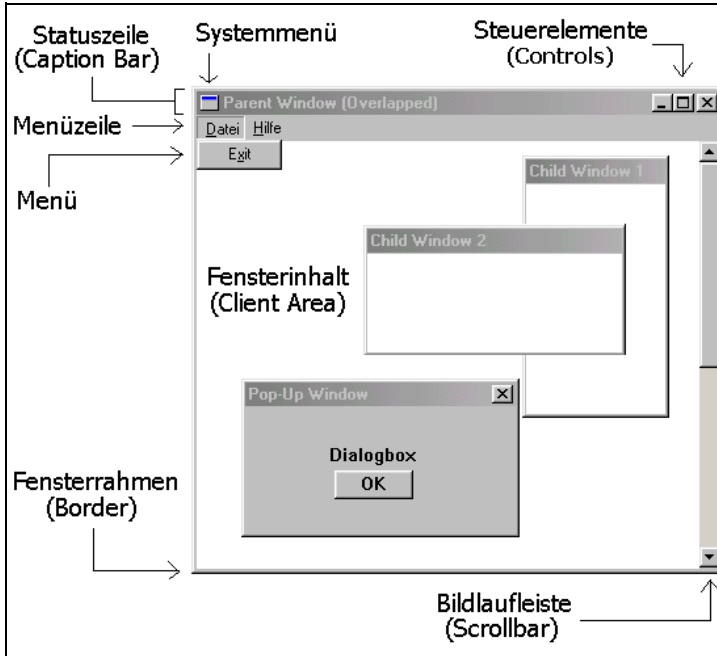 Statuszeile
(Caption Bar)
Systemmenü
Steuerelemente
(Controls)
Parent Window (Overlapped)
Menüzeile
Datei Hilfe
Exit
Menü
Child Window 1
Child Window 2
Fensterinhalt
(Client Area)
Pop-Up Window
Dialogbox
OK
Fensterrahmen
(Border)
Bildlaufleiste
(Scrollbar)